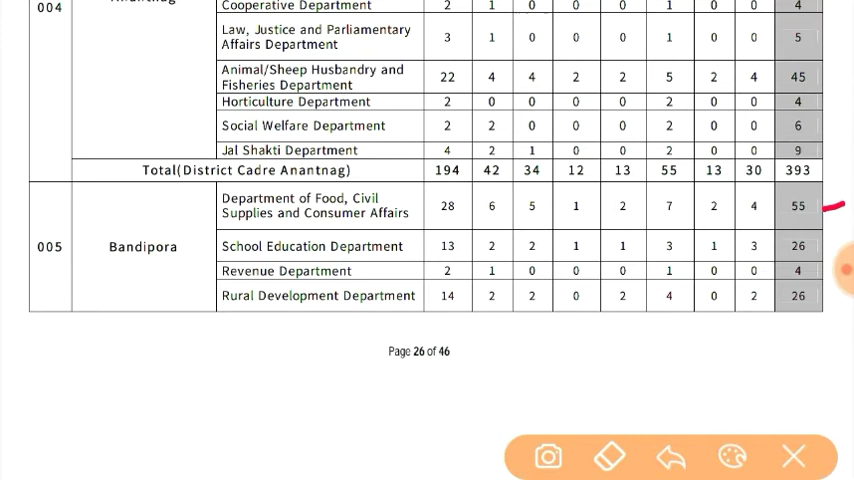 004
Cooperative Department 2 1 0 0 0 1 0 0 4
Law, Justice and Parliamentary
Affairs Department 3 1 0 0 0 1 0 0 5
Animal/Sheep Husbandry and
Fisheries Department 22 4 4 2 2 5 2 4 45
Horticulture Department 2 0 0 0 0 2 0 0 4
Social Welfare Department 2 2 0 0 0 2 0 0 6
Jal Shakti Department 4 2 1 0 0 2 0 0 9
Total(District Cadre Anantnag) 194 42 34 12 13 55 13 30 393
005 Bandipora
Department of Food, Civil
Supplies and Consumer Affairs 28 6 5 1 2 7 2 4 55
School Education Department 13 2 2 1 1 3 1 3 26
Revenue Department 2 1 0 0 0 1 0 0 4
Rural Development Department 14 2 2 0 2 4 0 2 26
Page 26 of 46